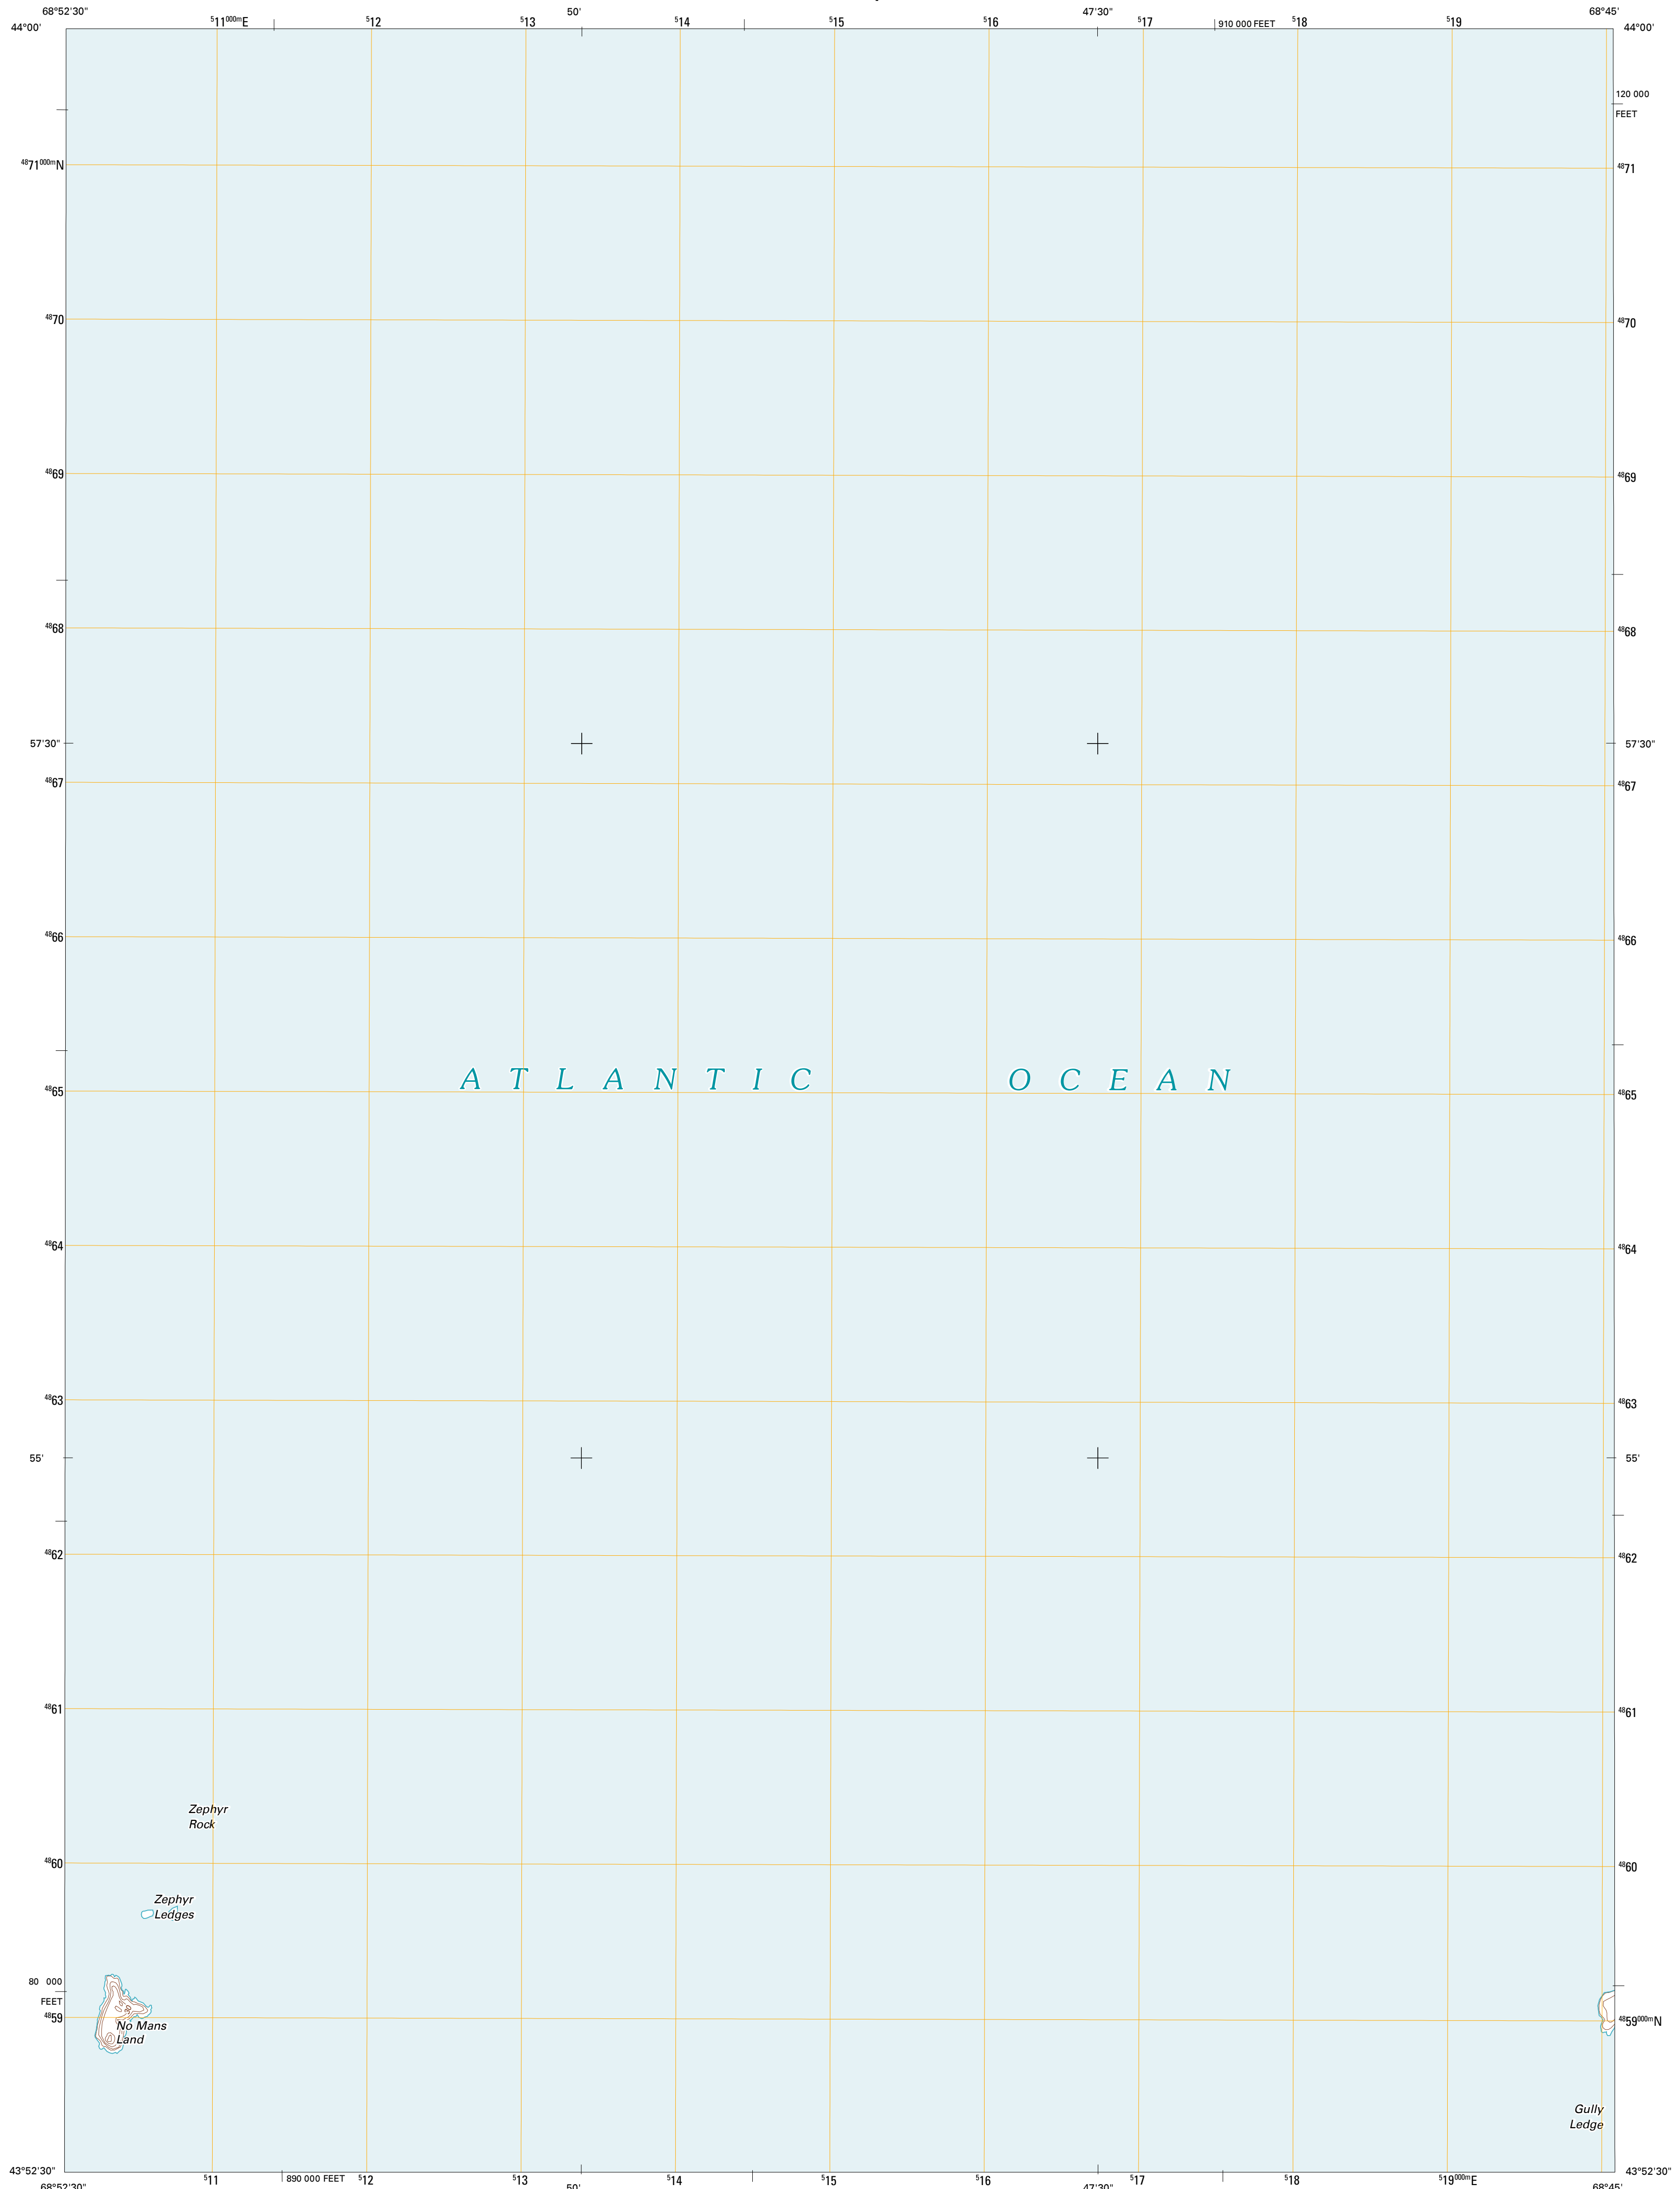 68°52'30" 50' 47'30" 68°45'
44°00' 511000mE 512 513 514 515 516 517 910 000 FEET 518 519 44°00'
120 000
FEET
4871000mN 4871
4870 4870
4869 4869
4868 4868
57'30" 57'30"
4867 4867
4866 4866
ATLANTIC OCEAN
4865 4865
4864 4864
4863 4863
55' 55'
4862 4862
4861 4861
Zephyr
Rock
4860 4860
Zephyr
Ledges
80 000
FEET
30
4859 4859000mN
No Mans
Land
Gully
Ledge
43°52'30" 43°52'30"
511 890 000 FEET 512 513 514 515 516 517 518 519000mE
68°52'30" 50' 47'30" 68°45'